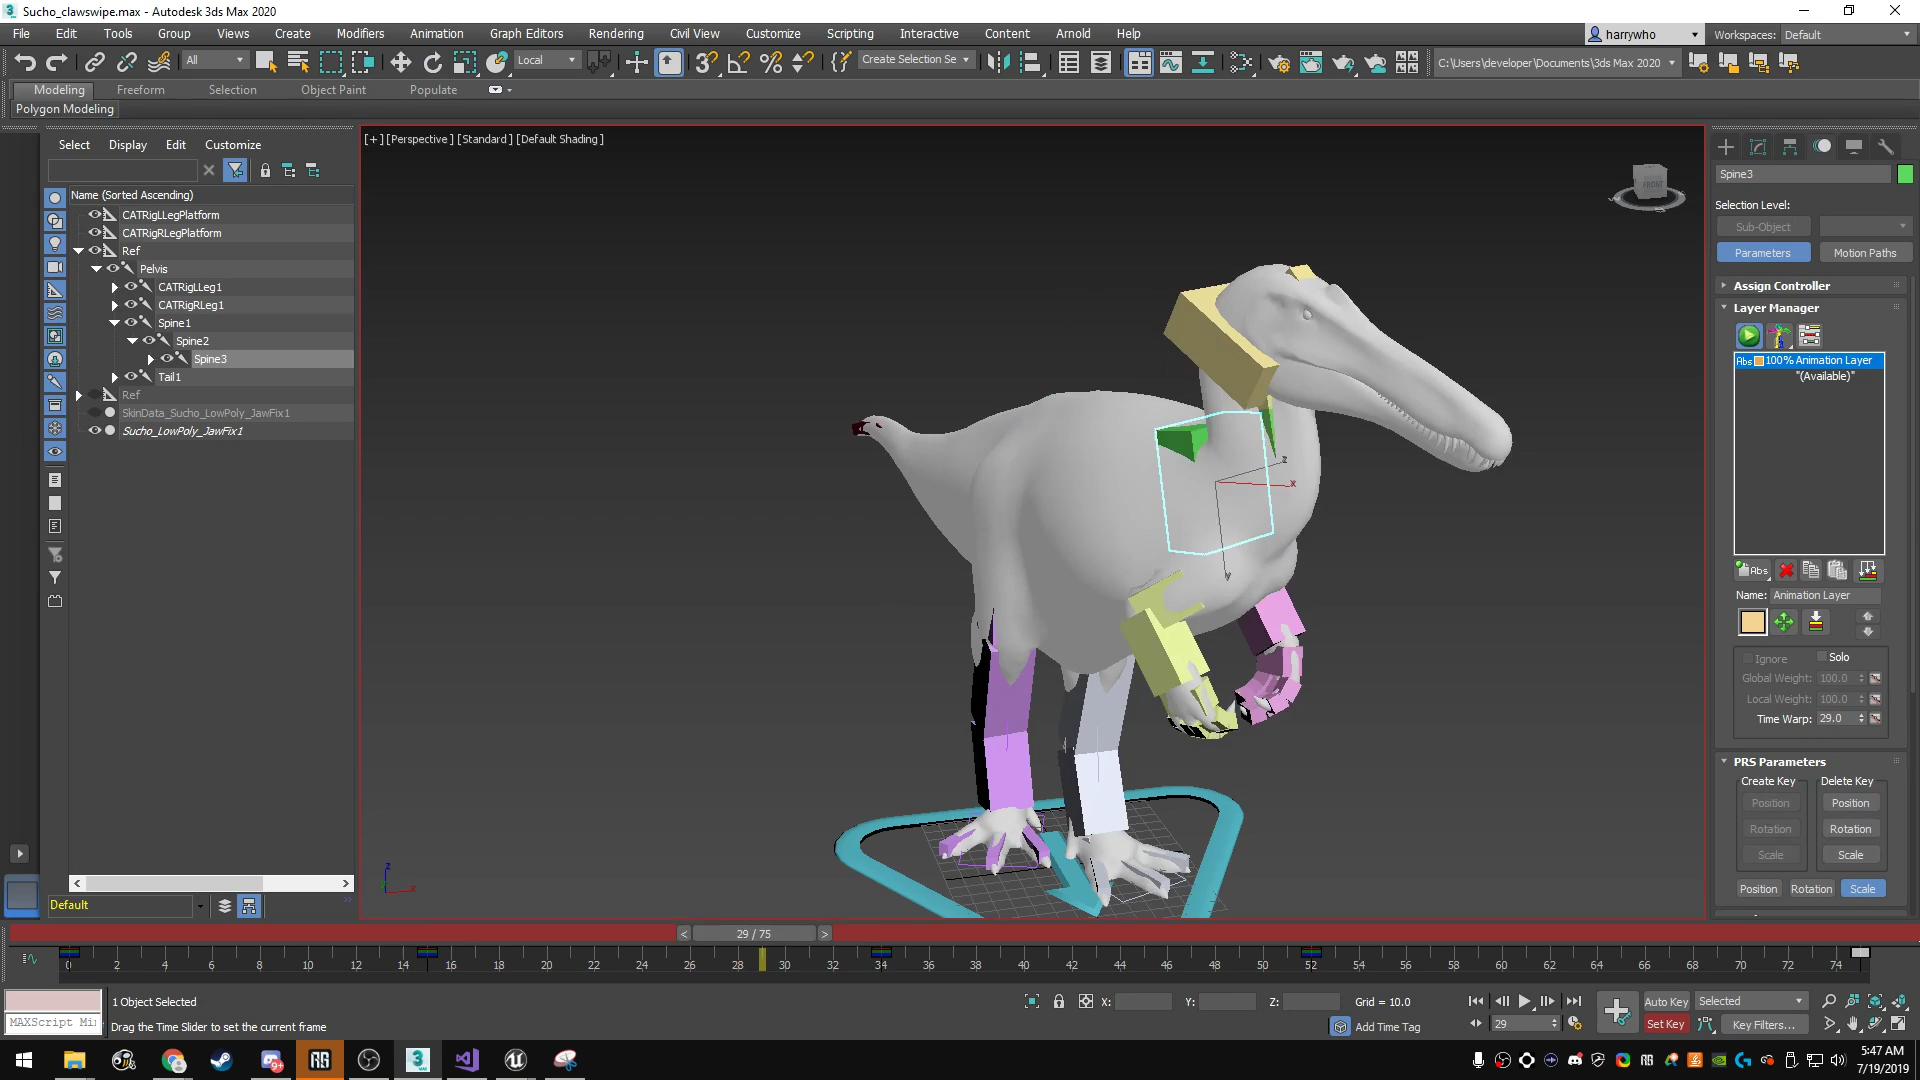 Sucho_clawswipe.max - Autodesk 3ds Max 2020
File Edit Tools Group Views Create Modifiers Animation Graph Editors Rendering Civil View Customize Scripting Interactive Content Arnold Help
harrywho
Workspaces: Default
All
Local
Create Selection Se
C:\Users\developer\Documents\3ds Max 2020
Modeling Freeform Selection Object Paint Populate
Polygon Modeling
Select Display Edit Customize
Name (Sorted Ascending)
CATRigLLegPlatform
CATRigRLegPlatform
Ref
Pelvis
CATRigLLeg1
CATRigRLeg1
Spine1
Spine2
Spine3
Tail1
Ref
SkinData_Sucho_LowPoly_JawFix1
Sucho_LowPoly_JawFix1
Default
[+] [Perspective ] [Standard ] [Default Shading ]
FRONT
z
x
y
z
x
Spine3
Selection Level:
Sub-Object
Parameters Motion Paths
Assign Controller
Layer Manager
Abs 100% Animation Layer
"(Available)"
Abs
Name: Animation Layer
Ignore Solo
Global Weight: 100.0
Local Weight: 100.0
Time Warp: 29.0
PRS Parameters
Create Key Delete Key
Position Position
Rotation Rotation
Scale Scale
Position Rotation Scale
< 29 / 75 >
0 2 4 6 8 10 12 14 16 18 20 22 24 26 28 30 32 34 36 38 40 42 44 46 48 50 52 54 56 58 60 62 64 66 68 70 72 74
1 Object Selected
X: Y: Z: Grid = 10.0
Auto Key Selected
MAXScript Mi
Drag the Time Slider to set the current frame
Add Time Tag
29
Set Key Key Filters...
5:47 AM
7/19/2019